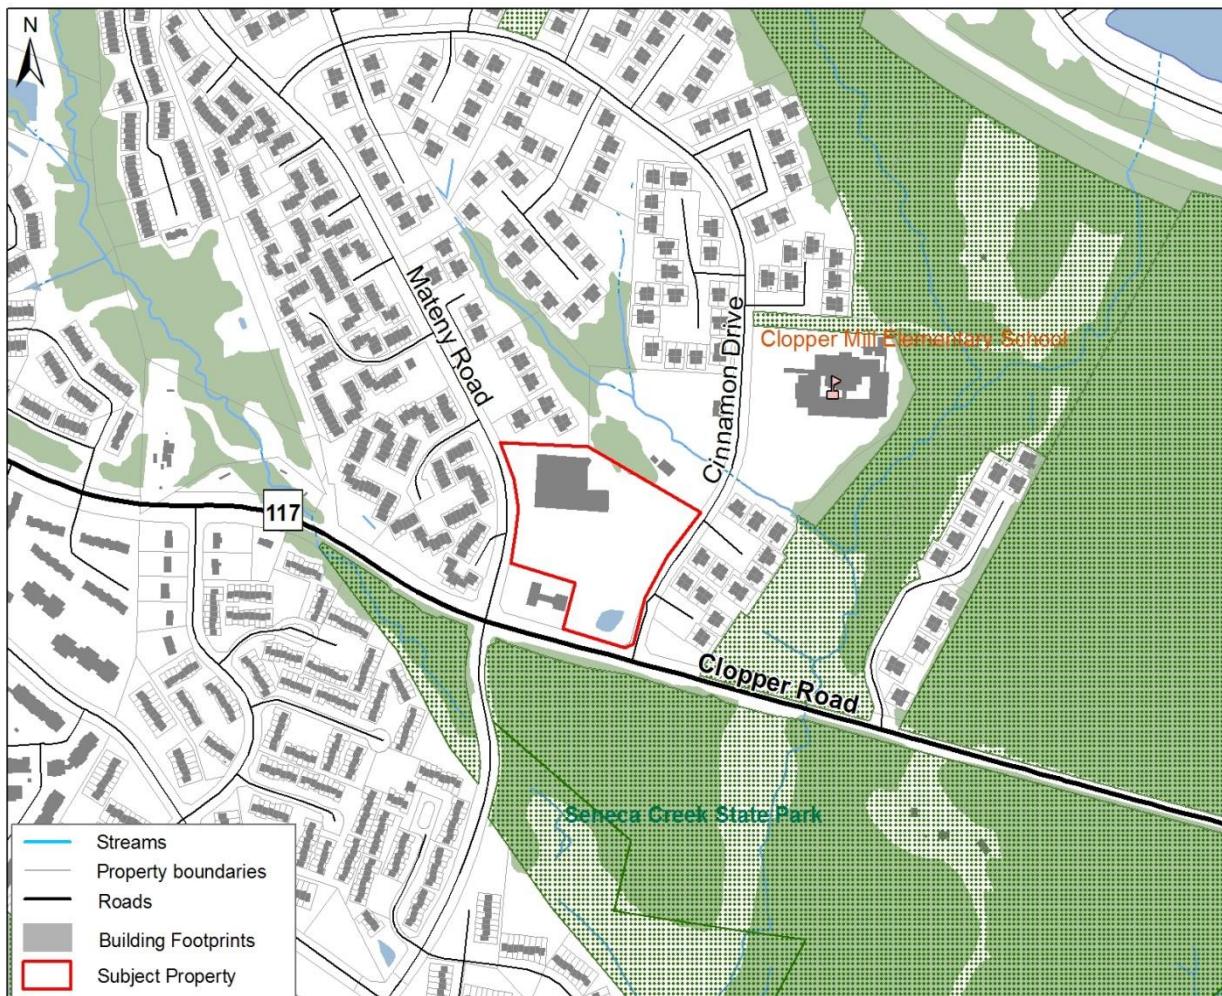 N
Mateny Road
Cinnamon Drive
Clopper Mill Elementary School
117
Clopper Road
Seneca Creek State Park
Streams
Property boundaries
Roads
Building Footprints
Subject Property